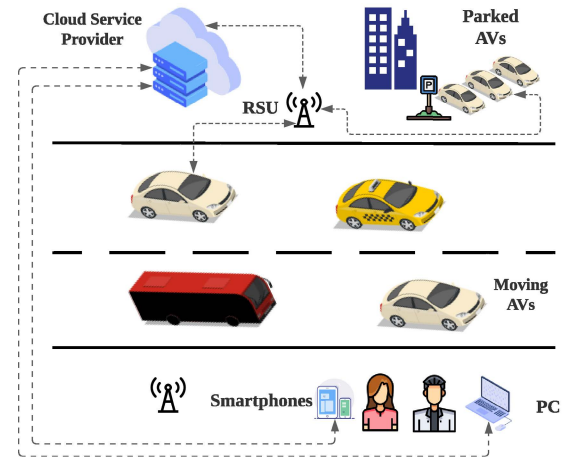 Cloud Service
Provider
Parked
AVs
P
RSU
Moving
AVs
Smartphones
PC